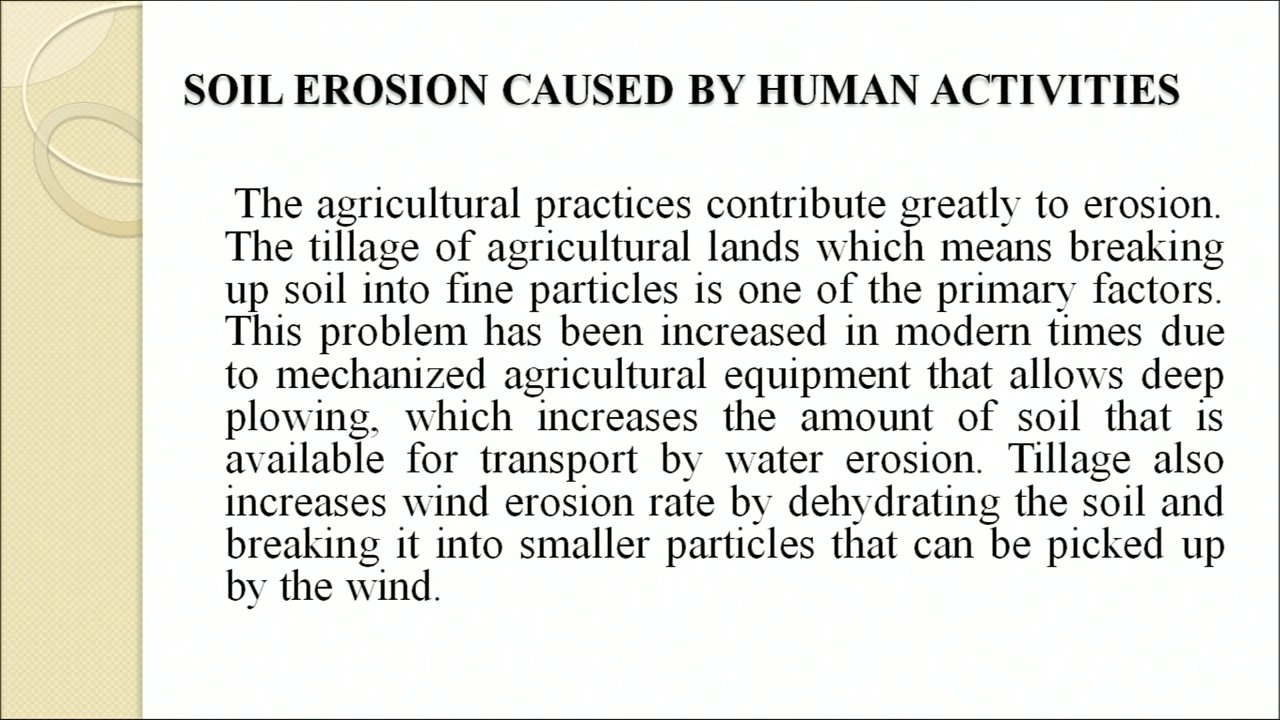 SOIL EROSION CAUSED BY HUMAN ACTIVITIES
The agricultural practices contribute greatly to erosion.
The tillage of agricultural lands which means breaking
up soil into fine particles is one of the primary factors.
This problem has been increased in modern times due
to mechanized agricultural equipment that allows deep
plowing, which increases the amount of soil that is
available for transport by water erosion. Tillage also
increases wind erosion rate by dehydrating the soil and
breaking it into smaller particles that can be picked up
by the wind.